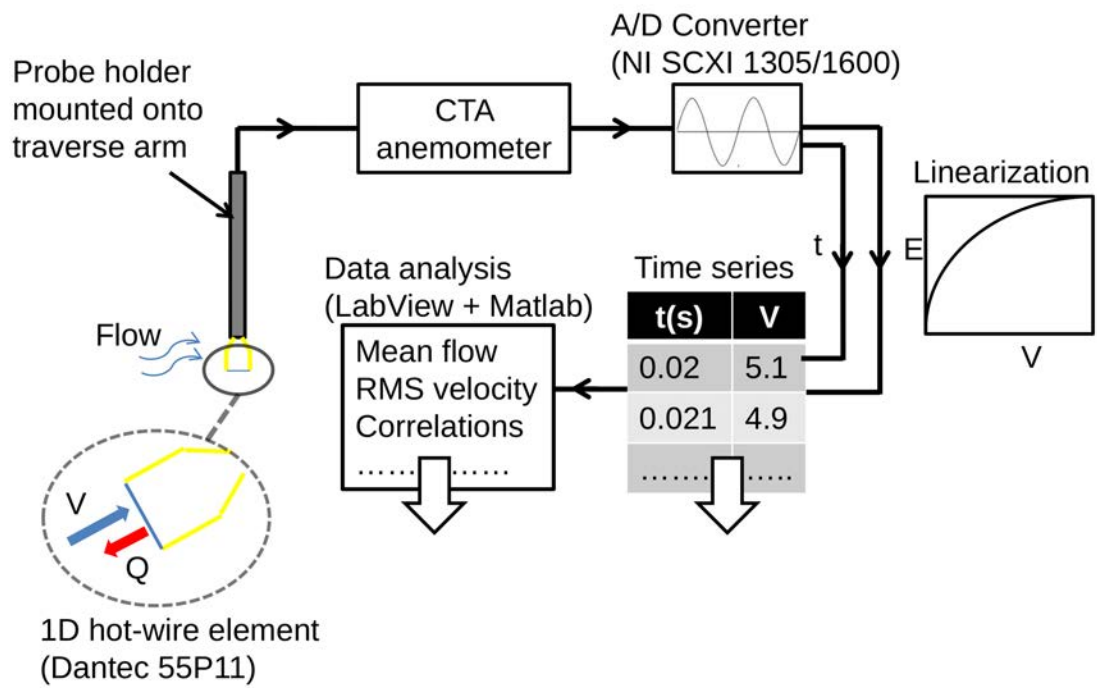 A/D Converter
(NI SCXI 1305/1600)
Probe holder
mounted onto
traverse arm
CTA
anemometer
Linearization
t
E
V
Data analysis
(LabView + Matlab)
Time series
t(s) V
0.02 5.1
0.021 4.9
……. …..
Flow
Mean flow
RMS velocity
Correlations
……………
V
Q
1D hot-wire element
(Dantec 55P11)